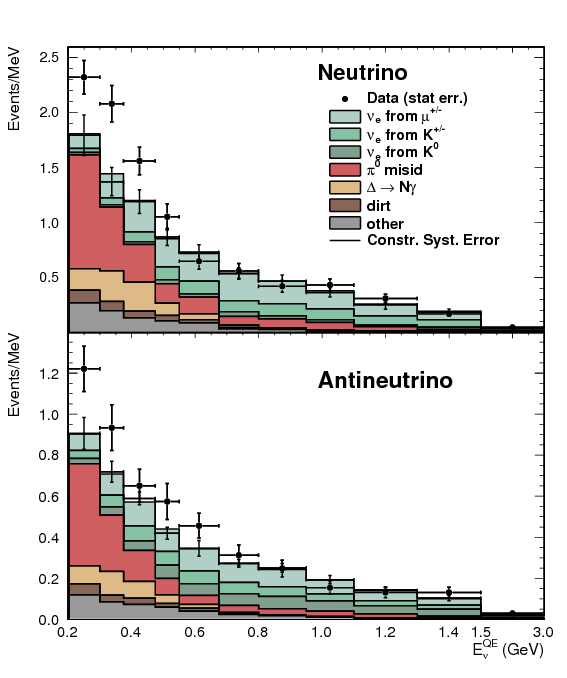 Events/MeV
2.5
2.0
1.5
1.0
0.5
Neutrino
Data (stat err.)
νe from μ+/-
νe from K+/-
νe from K0
π0 misid
Δ → Nγ
dirt
other
Constr. Syst. Error
Events/MeV
1.2
1.0
0.8
0.6
0.4
0.2
0.0
Antineutrino
0.2 0.4 0.6 0.8 1.0 1.2 1.4 1.5 3.0
EνQE (GeV)